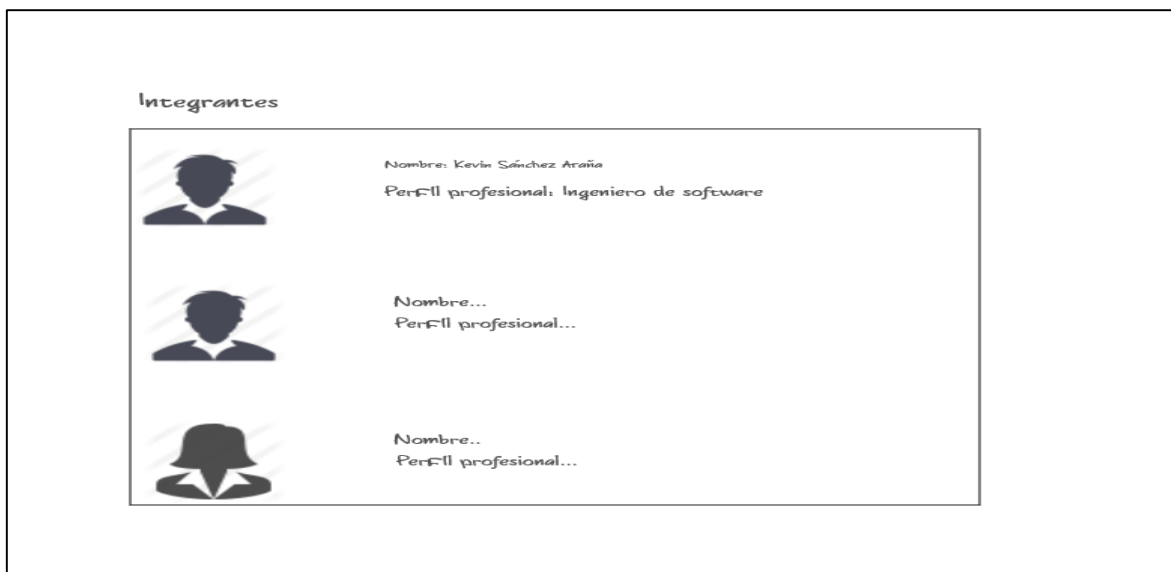 Integrantes
Nombre: Kevin Sánchez Araña
Perfil profesional: Ingeniero de software
Nombre...
Perfil profesional...
Nombre..
Perfil profesional...